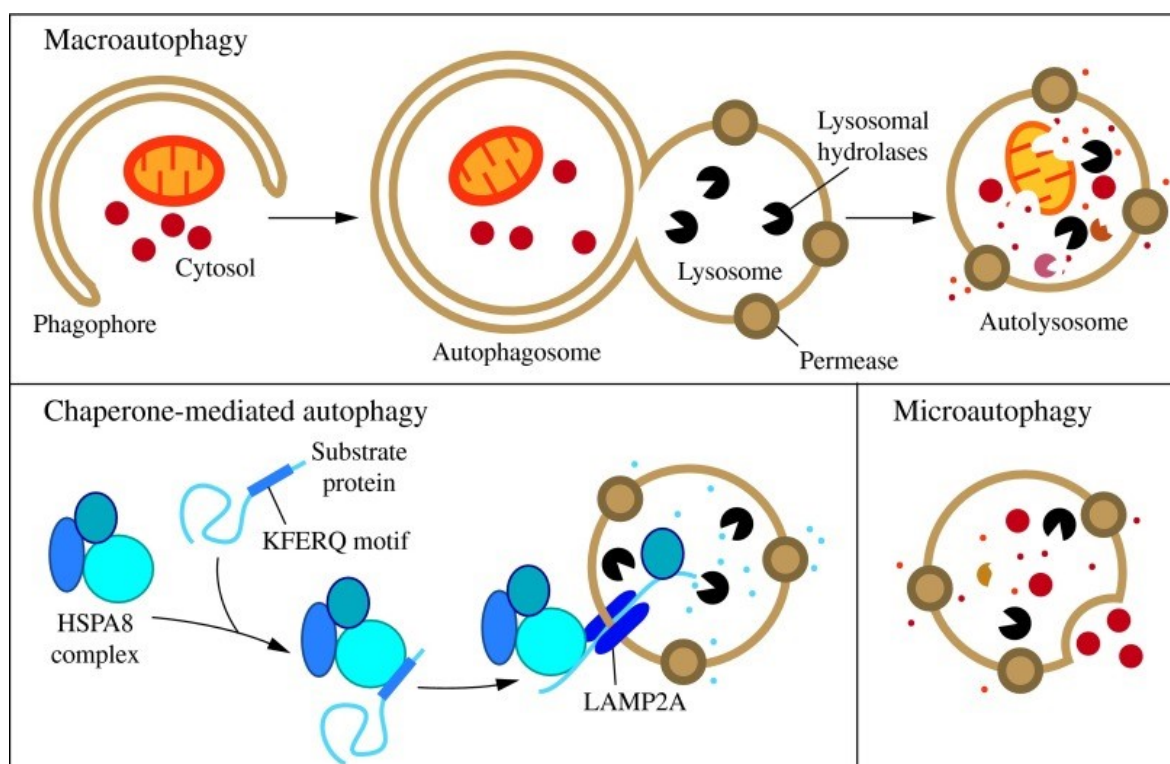 Macroautophagy
Lysosomal
hydrolases
Cytosol
Lysosome
Phagophore
Autophagosome
Permease
Autolysosome
Chaperone-mediated autophagy
Substrate
protein
KFERQ motif
HSPA8
complex
LAMP2A
Microautophagy